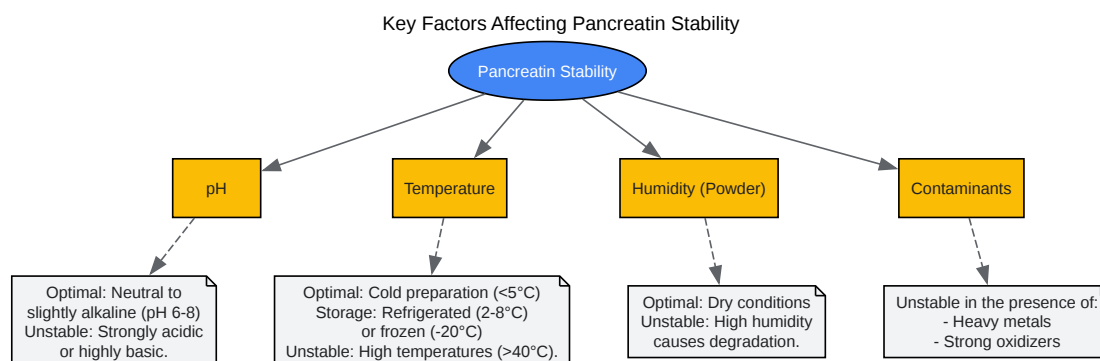 Key Factors Affecting Pancreatin Stability
Pancreatin Stability
pH
Temperature
Humidity (Powder)
Contaminants
Optimal: Neutral to
slightly alkaline (pH 6-8)
Unstable: Strongly acidic
or highly basic.
Optimal: Cold preparation (<5°C)
Storage: Refrigerated (2-8°C)
or frozen (-20°C)
Unstable: High temperatures (>40°C).
Optimal: Dry conditions
Unstable: High humidity
causes degradation.
Unstable in the presence of:
- Heavy metals
- Strong oxidizers